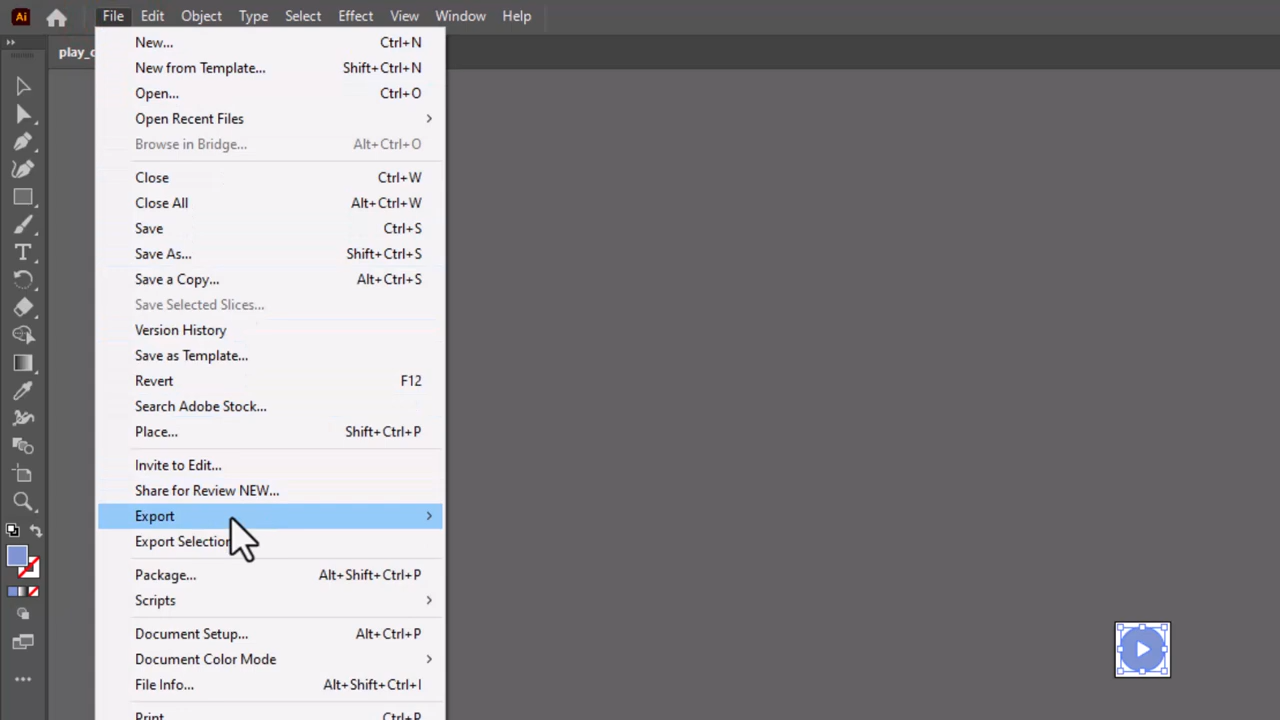 Ai File Edit Object Type Select Effect View Window Help
New... Ctrl+N
New from Template... Shift+Ctrl+N
Open... Ctrl+O
Open Recent Files
Browse in Bridge... Alt+Ctrl+O
Close Ctrl+W
Close All Alt+Ctrl+W
Save Ctrl+S
Save As... Shift+Ctrl+S
Save a Copy... Alt+Ctrl+S
Save Selected Slices...
Version History
Save as Template...
Revert F12
Search Adobe Stock...
Place... Shift+Ctrl+P
Invite to Edit...
Share for Review NEW...
Export
Export Selection
Package... Alt+Shift+Ctrl+P
Scripts
Document Setup... Alt+Ctrl+P
Document Color Mode
File Info... Alt+Shift+Ctrl+I
Print Ctrl+P